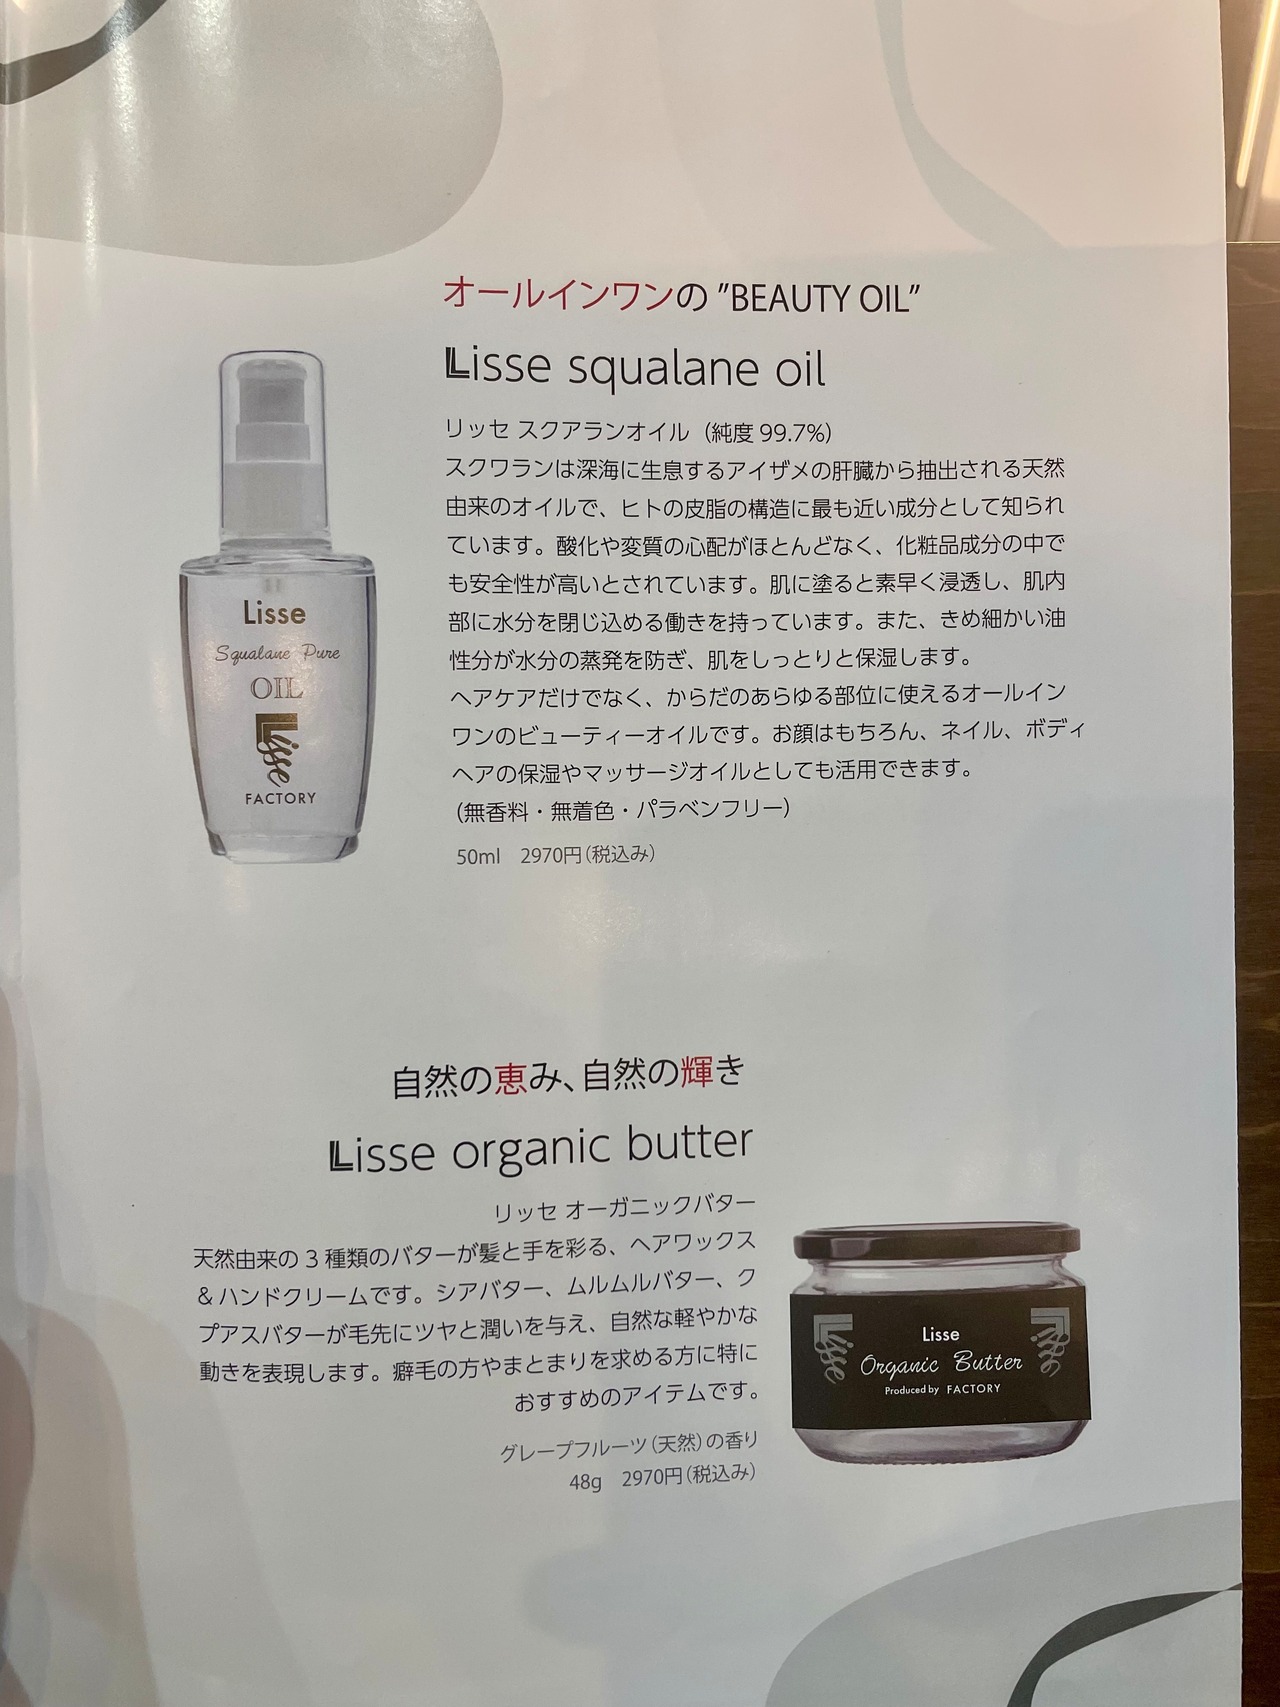 オールインワンの ”BEAUTY OIL”
Lisse squalane oil
リッセ スクアランオイル (純度 99.7%)
スクワランは深海に生息するアイザメの肝臓から抽出される天然
由来のオイルで、ヒトの皮脂の構造に最も近い成分として知られ
ています。酸化や変質の心配がほとんどなく、化粧品成分の中で
も安全性が高いとされています。肌に塗ると素早く浸透し、肌内
部に水分を閉じ込める働きを持っています。また、きめ細かい油
性分が水分の蒸発を防ぎ、肌をしっとりと保湿します。
ヘアケアだけでなく、からだのあらゆる部位に使えるオールイン
ワンのビューティーオイルです。お顔はもちろん、ネイル、ボディ
ヘアの保湿やマッサージオイルとしても活用できます。
(無香料・無着色・パラベンフリー)
50ml 2970円(税込み)
Lisse
Squalane Pure
OIL
Lisse
FACTORY
自然の恵み、自然の輝き
Lisse organic butter
リッセ オーガニックバター
天然由来の 3 種類のバターが髪と手を彩る、ヘアワックス
& ハンドクリームです。シアバター、ムルムルバター、ク
プアスバターが毛先にツヤと潤いを与え、自然な軽やかな
動きを表現します。癖毛の方やまとまりを求める方に特に
おすすめのアイテムです。
グレープフルーツ(天然)の香り
48g 2970円(税込み)
Lisse
Lisse
Organic Butter
Produced by FACTORY
Lisse